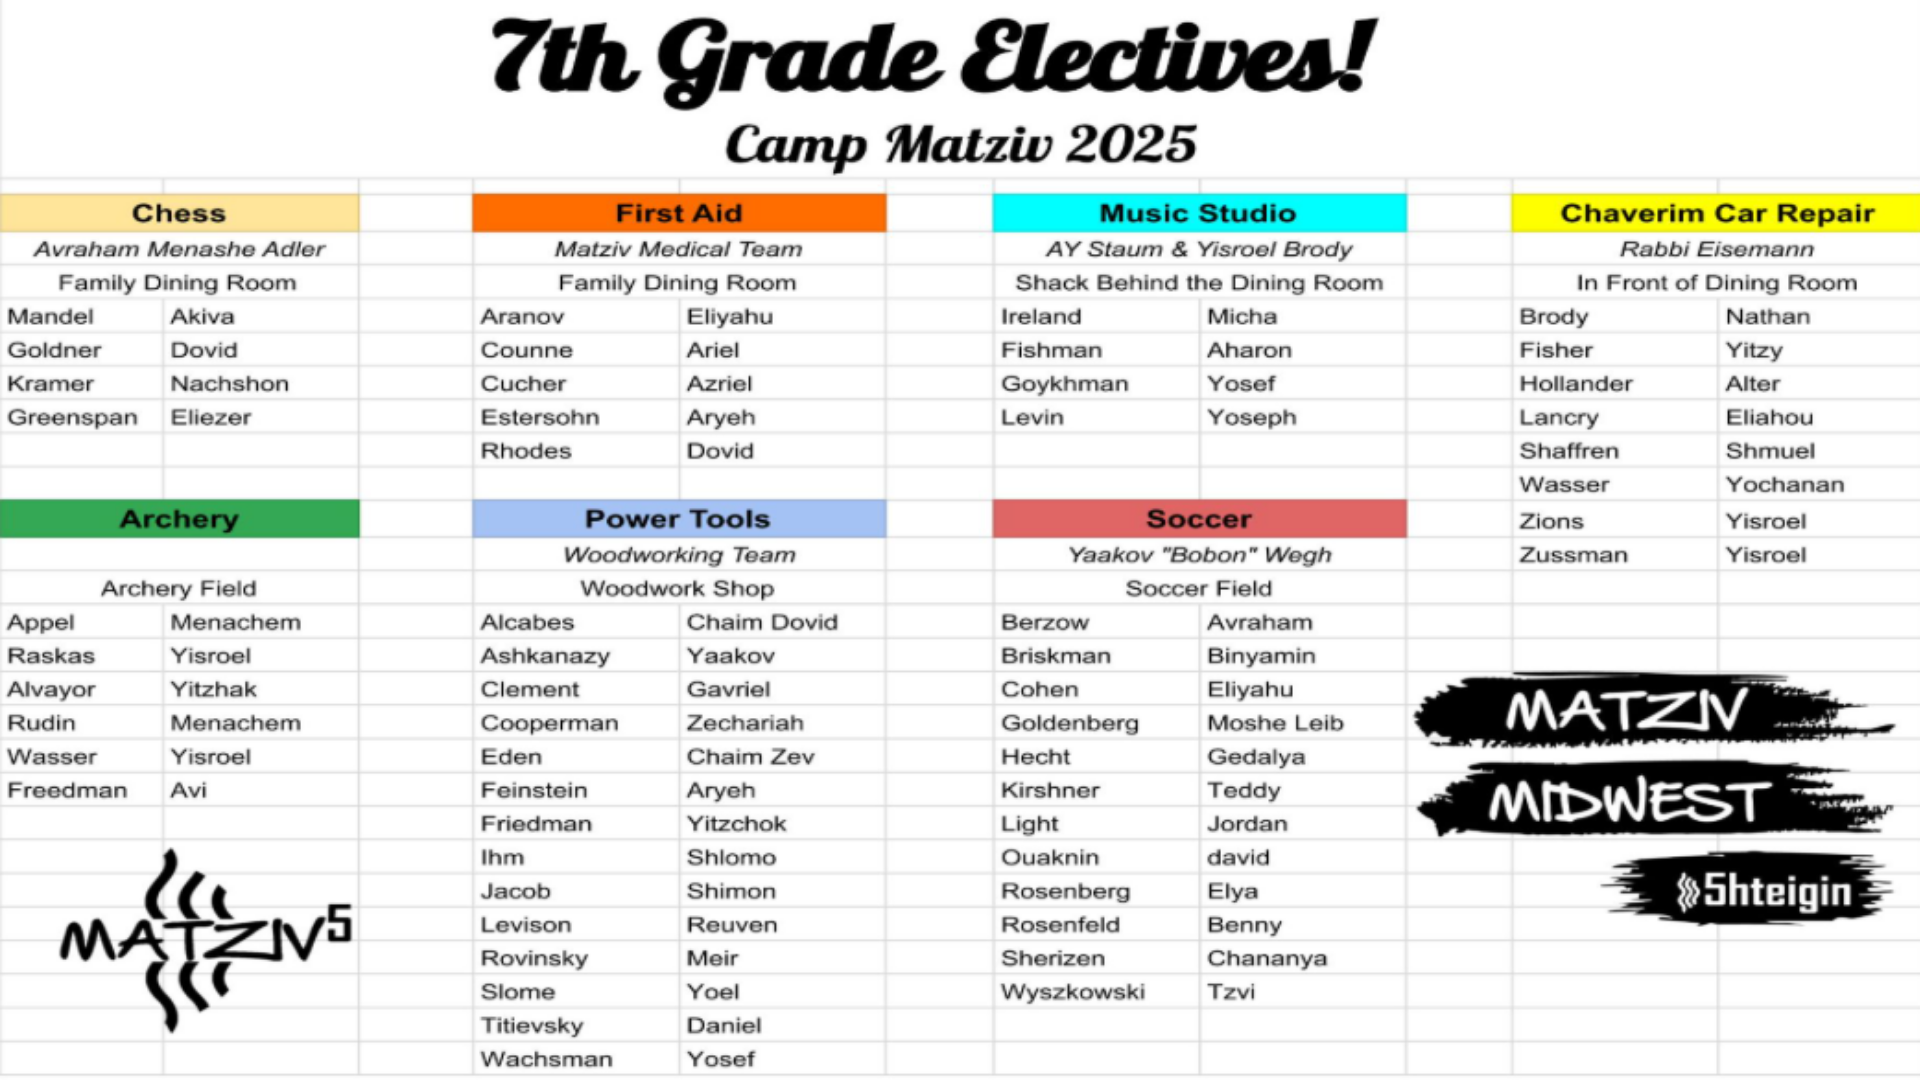 7th Grade Electives!
Camp Matziv 2025
Chess
Avraham Menashe Adler
Family Dining Room
Mandel Akiva
Goldner Dovid
Kramer Nachshon
Greenspan Eliezer
First Aid
Matziv Medical Team
Family Dining Room
Aranov Eliyahu
Counne Ariel
Cucher Azriel
Estersohn Aryeh
Rhodes Dovid
Music Studio
AY Staum & Yisroel Brody
Shack Behind the Dining Room
Ireland Micha
Fishman Aharon
Goykhman Yosef
Levin Yoseph
Chaverim Car Repair
Rabbi Eisemann
In Front of Dining Room
Brody Nathan
Fisher Yitzy
Hollander Alter
Lancry Eliahou
Shaffren Shmuel
Wasser Yochanan
Zions Yisroel
Zussman Yisroel
Archery
Archery Field
Appel Menachem
Raskas Yisroel
Alvayor Yitzhak
Rudin Menachem
Wasser Yisroel
Freedman Avi
Power Tools
Woodworking Team
Woodwork Shop
Alcabes Chaim Dovid
Ashkanazy Yaakov
Clement Gavriel
Cooperman Zechariah
Eden Chaim Zev
Feinstein Aryeh
Friedman Yitzchok
Ihm Shlomo
Jacob Shimon
Levison Reuven
Rovinsky Meir
Slome Yoel
Titievsky Daniel
Wachsman Yosef
Soccer
Yaakov "Bobon" Wegh
Soccer Field
Berzow Avraham
Briskman Binyamin
Cohen Eliyahu
Goldenberg Moshe Leib
Hecht Gedalya
Kirshner Teddy
Light Jordan
Ouaknin david
Rosenberg Elya
Rosenfeld Benny
Sherizen Chananya
Wyszkowski Tzvi
MATZIV5
MATZIV
MIDWEST
5hteigin